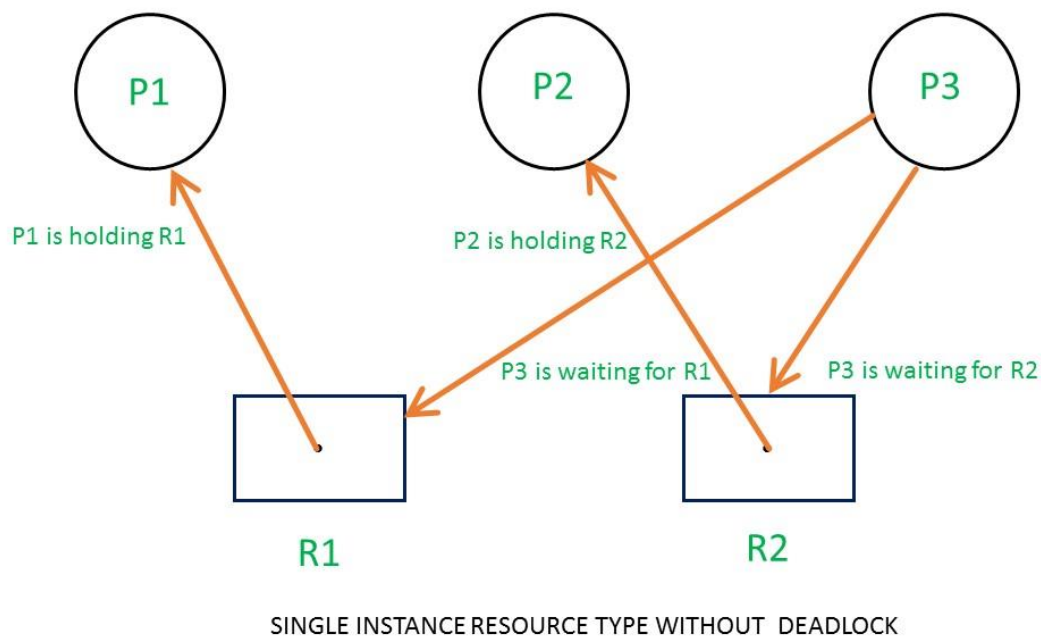 P1
P2
P3
P1 is holding R1
P2 is holding R2
P3 is waiting for R1
P3 is waiting for R2
R1
R2
SINGLE INSTANCE RESOURCE TYPE WITHOUT DEADLOCK